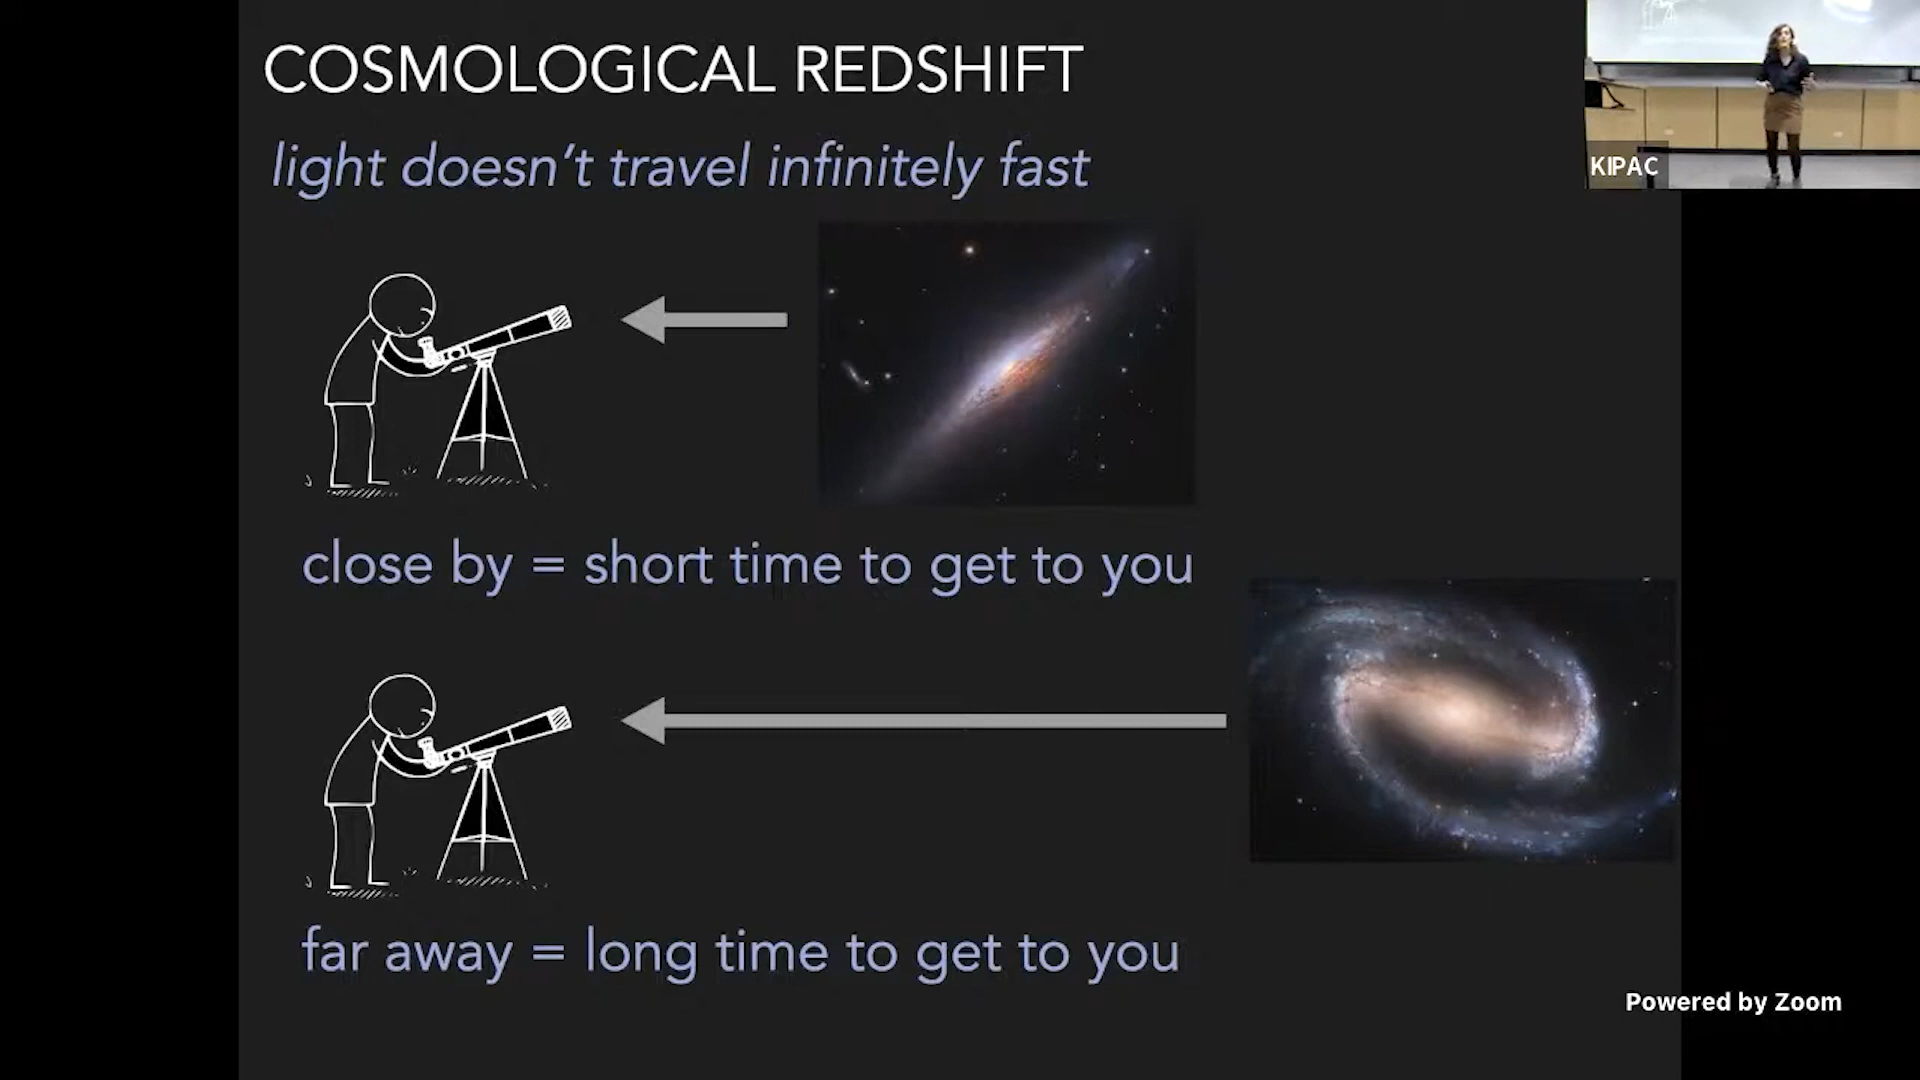 COSMOLOGICAL REDSHIFT
light doesn't travel infinitely fast
KIPAC
close by = short time to get to you
far away = long time to get to you
Powered by Zoom